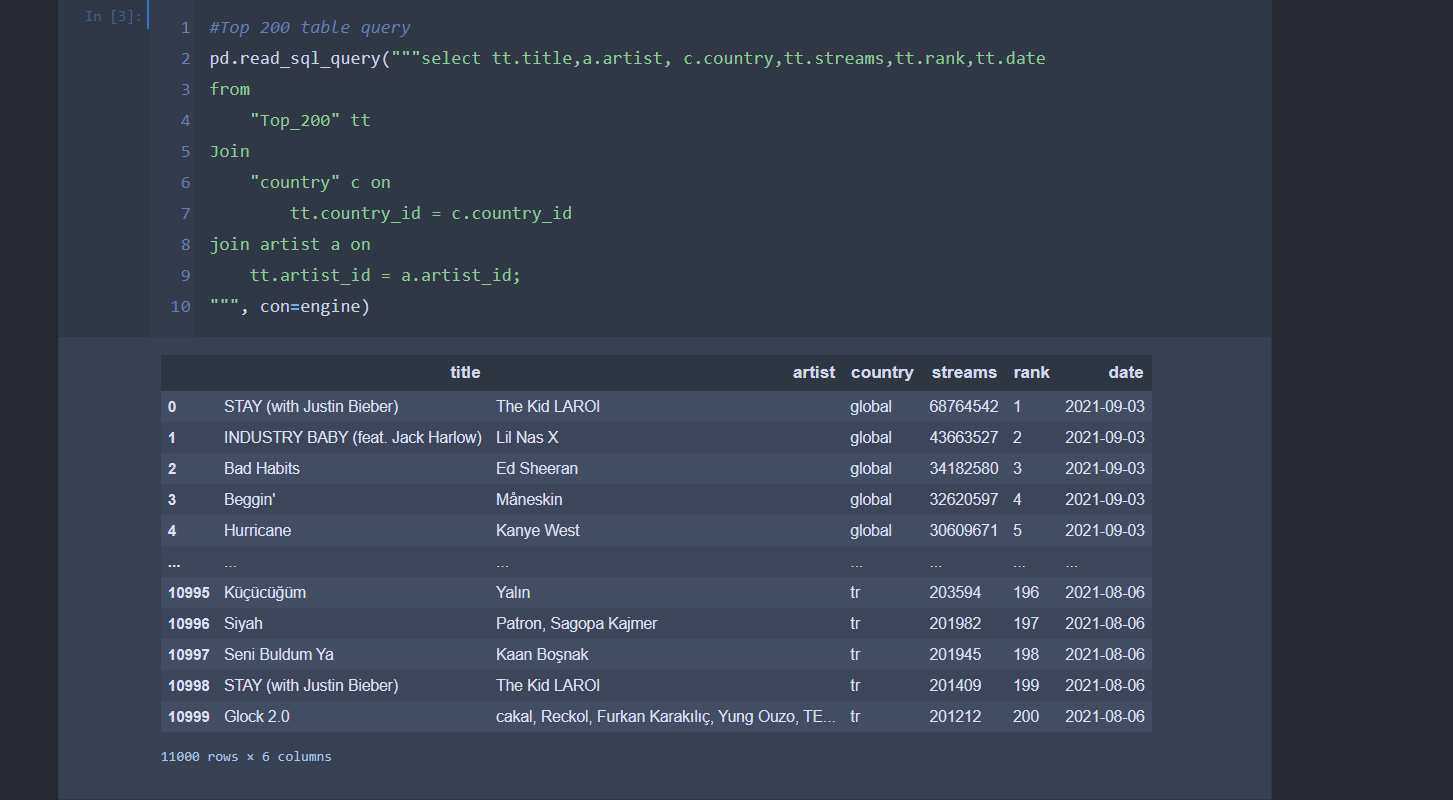 In [3]:
1 #Top 200 table query
2 pd.read_sql_query("""select tt.title,a.artist, c.country,tt.streams,tt.rank,tt.date
3 from
4     "Top_200" tt
5 Join
6     "country" c on
7         tt.country_id = c.country_id
8 join artist a on
9     tt.artist_id = a.artist_id;
10 """, con=engine)
title artist country streams rank date
0 STAY (with Justin Bieber) The Kid LAROI global 68764542 1 2021-09-03
1 INDUSTRY BABY (feat. Jack Harlow) Lil Nas X global 43663527 2 2021-09-03
2 Bad Habits Ed Sheeran global 34182580 3 2021-09-03
3 Beggin' Måneskin global 32620597 4 2021-09-03
4 Hurricane Kanye West global 30609671 5 2021-09-03
... ... ... ... ... ... ...
10995 Küçücüğüm Yalın tr 203594 196 2021-08-06
10996 Siyah Patron, Sagopa Kajmer tr 201982 197 2021-08-06
10997 Seni Buldum Ya Kaan Boşnak tr 201945 198 2021-08-06
10998 STAY (with Justin Bieber) The Kid LAROI tr 201409 199 2021-08-06
10999 Glock 2.0 cakal, Reckol, Furkan Karakılıç, Yung Ouzo, TE... tr 201212 200 2021-08-06
11000 rows × 6 columns